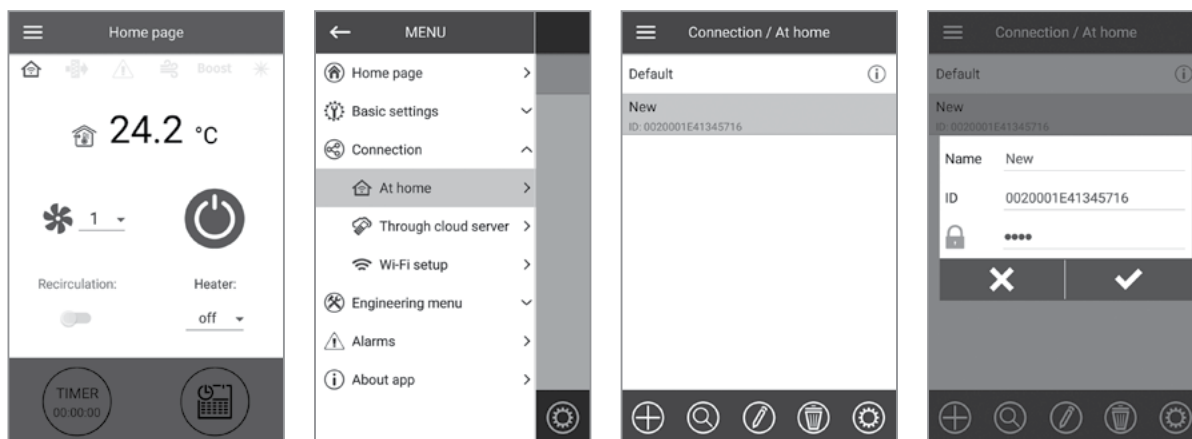 Home page
Boost
24.2 °C
1
Recirculation:
Heater:
off
TIMER
00:00:00
MENU
Home page
Basic settings
Connection
At home
Through cloud server
Wi-Fi setup
Engineering menu
Alarms
About app
Connection / At home
Default
New
ID: 0020001E41345716
Connection / At home
Default
New
ID: 0020001E41345716
Name New
ID 0020001E41345716
••••